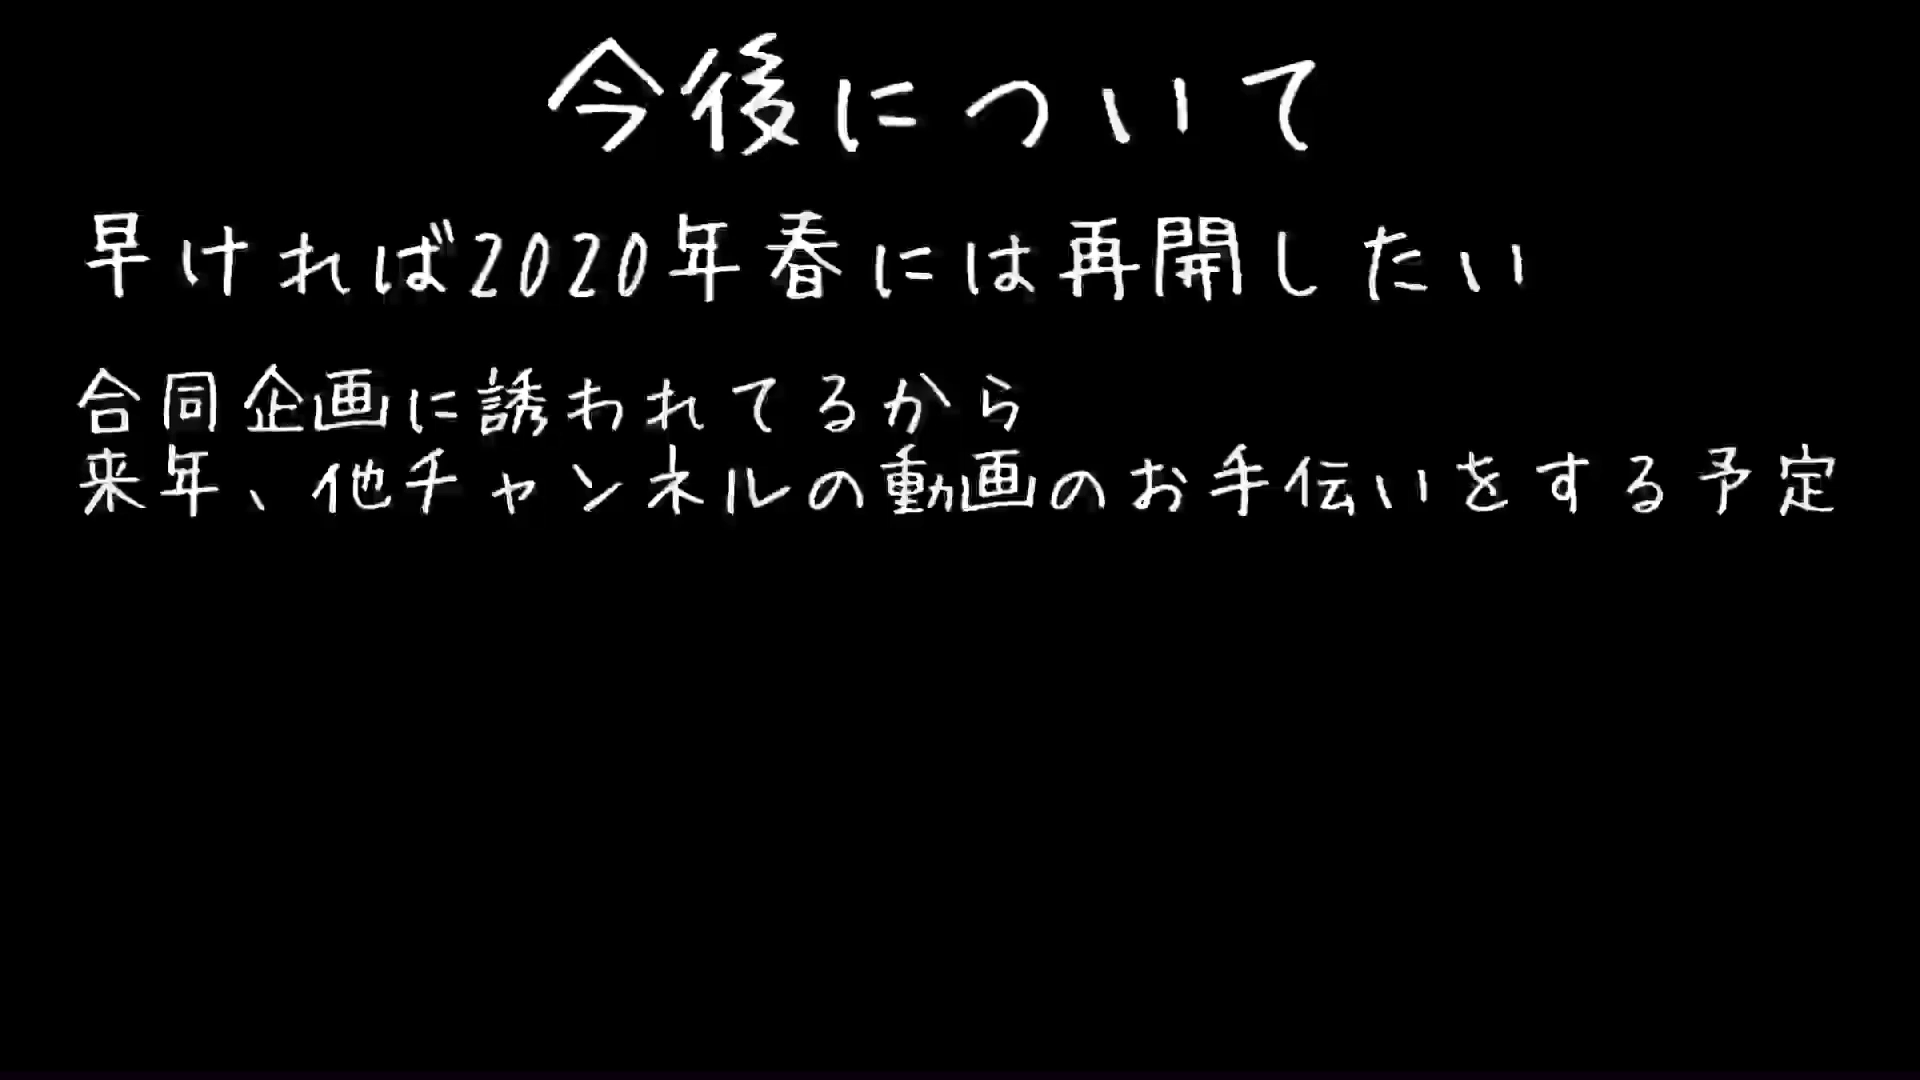 今後について
早ければ2020年春には再開したい
合同企画に誘われてるから
来年、他チャンネルの動画のお手伝いをする予定